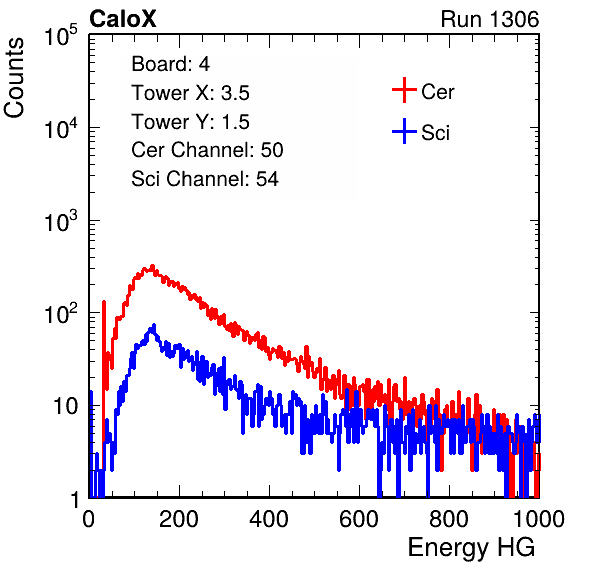 CaloX Run 1306
Counts
10^5
10^4
10^3
10^2
10
1
Board: 4
Tower X: 3.5
Tower Y: 1.5
Cer Channel: 50
Sci Channel: 54
Cer
Sci
0 200 400 600 800 1000
Energy HG